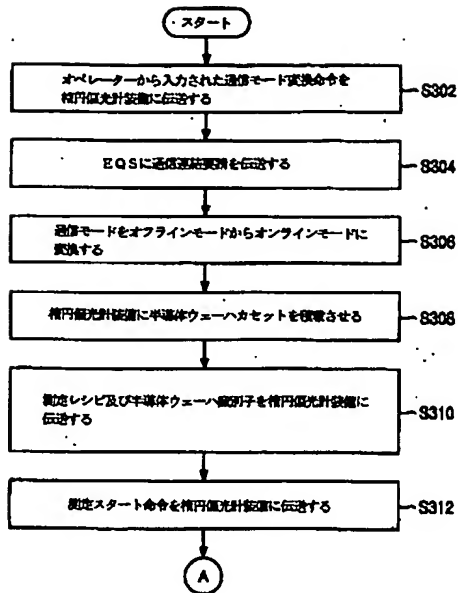 スタート
オペレーターから入力された通信モード変換命令を
楕円偏光計装備に伝送する
S302
EQSに通信連結要請を伝送する
S304
通信モードをオフラインモードからオンラインモードに
変換する
S306
楕円偏光計装備に半導体ウェーハカセットを積載させる
S308
測定レシピ及び半導体ウェーハ識別子を楕円偏光計装備に
伝送する
S310
測定スタート命令を楕円偏光計装備に伝送する
S312
A